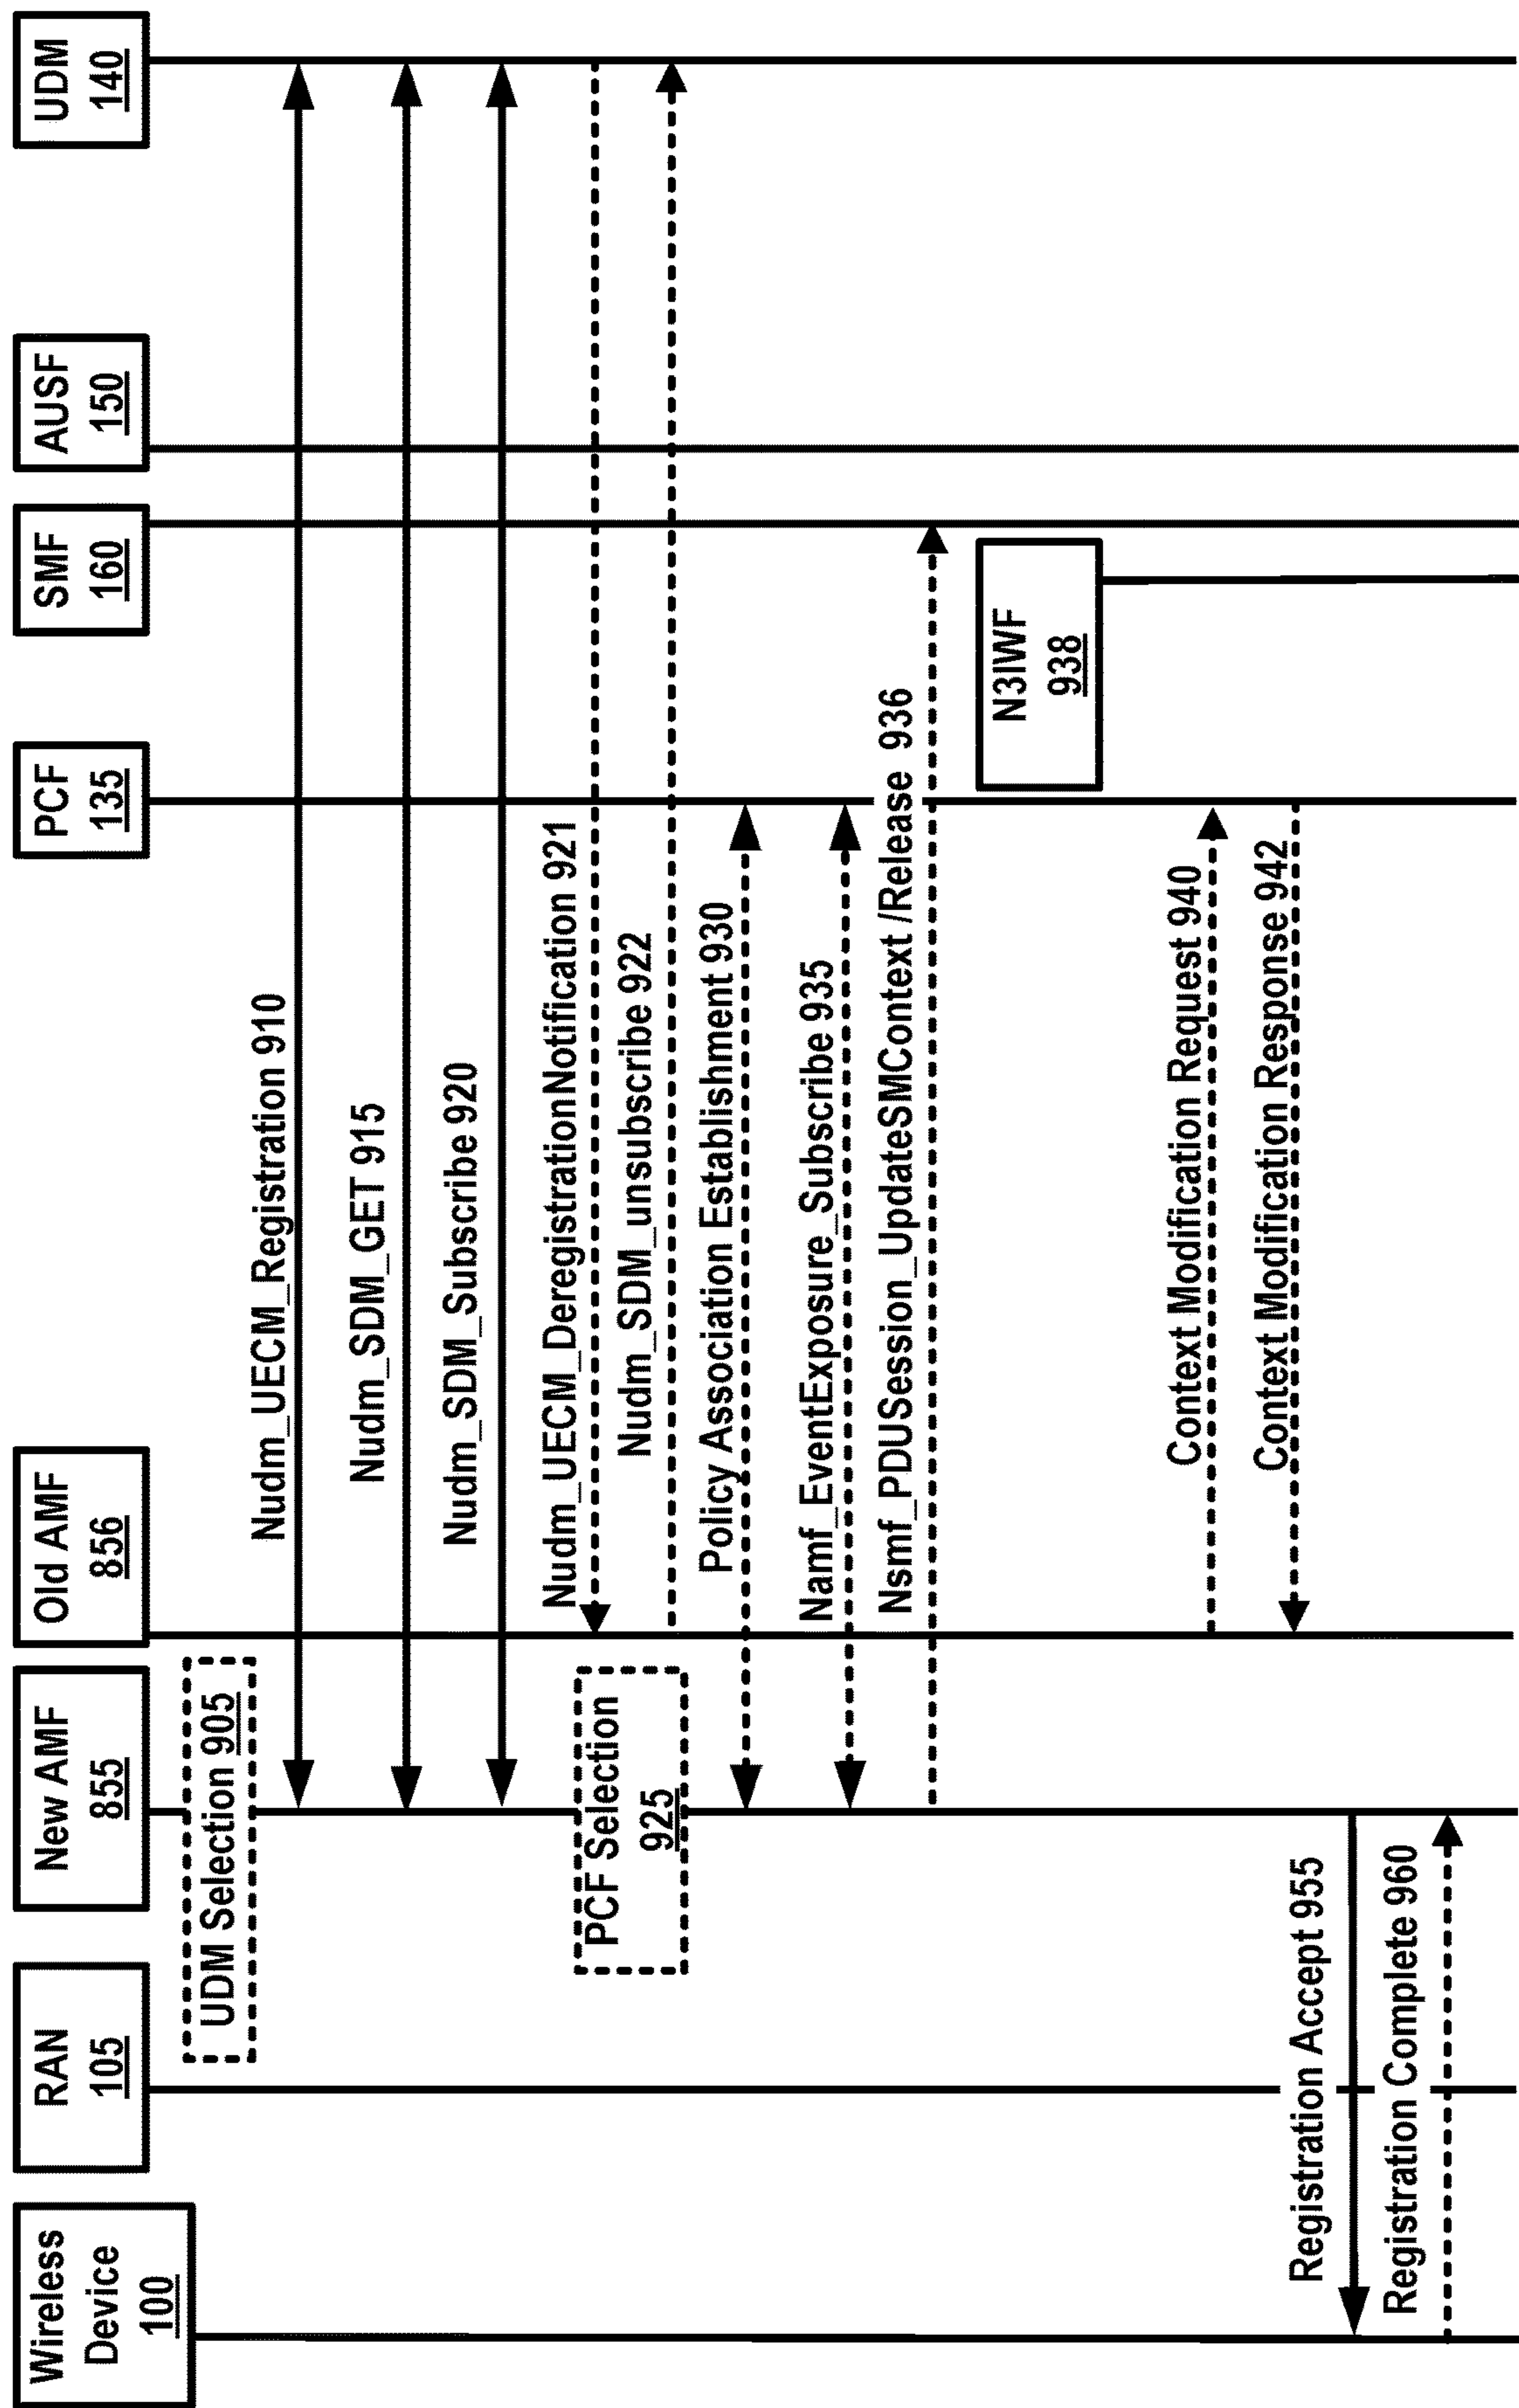 Wireless
Device
100
RAN
105
New AMF
855
Old AMF
856
PCF
135
SMF
160
AUSF
150
UDM
140
UDM Selection 905
Nudm_UECM_Registration 910
Nudm_SDM_GET 915
Nudm_SDM_Subscribe 920
Nudm_UECM_DeregistrationNotification 921
Nudm_SDM_unsubscribe 922
PCF Selection
925
Policy Association Establishment 930
Namf_EventExposure_Subscribe 935
Nsmf_PDUSession_UpdateSMContext /Release 936
N3IWF
938
Context Modification Request 940
Context Modification Response 942
Registration Accept 955
Registration Complete 960